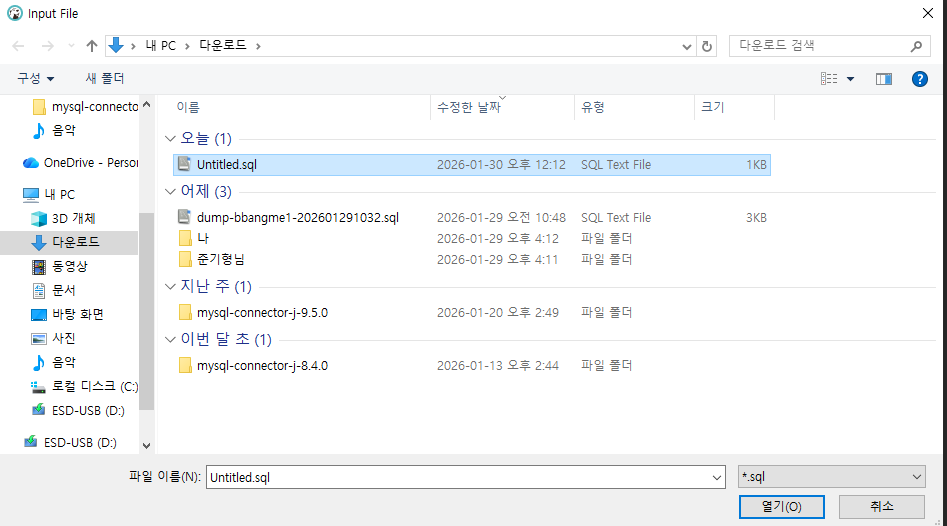 Input File
내 PC 다운로드
다운로드 검색
구성 새 폴더
이름 수정한 날짜 유형 크기
mysql-connecto
음악
OneDrive - Person
내 PC
3D 개체
다운로드
동영상
문서
바탕 화면
사진
음악
로컬 디스크 (C:)
ESD-USB (D:)
ESD-USB (D:)
오늘 (1)
Untitled.sql 2026-01-30 오후 12:12 SQL Text File 1KB
어제 (3)
dump-bbangme1-202601291032.sql 2026-01-29 오전 10:48 SQL Text File 3KB
나 2026-01-29 오후 4:12 파일 폴더
준기형님 2026-01-29 오후 4:11 파일 폴더
지난 주 (1)
mysql-connector-j-9.5.0 2026-01-20 오후 2:49 파일 폴더
이번 달 초 (1)
mysql-connector-j-8.4.0 2026-01-13 오후 2:44 파일 폴더
파일 이름(N): Untitled.sql *.sql
열기(O) 취소